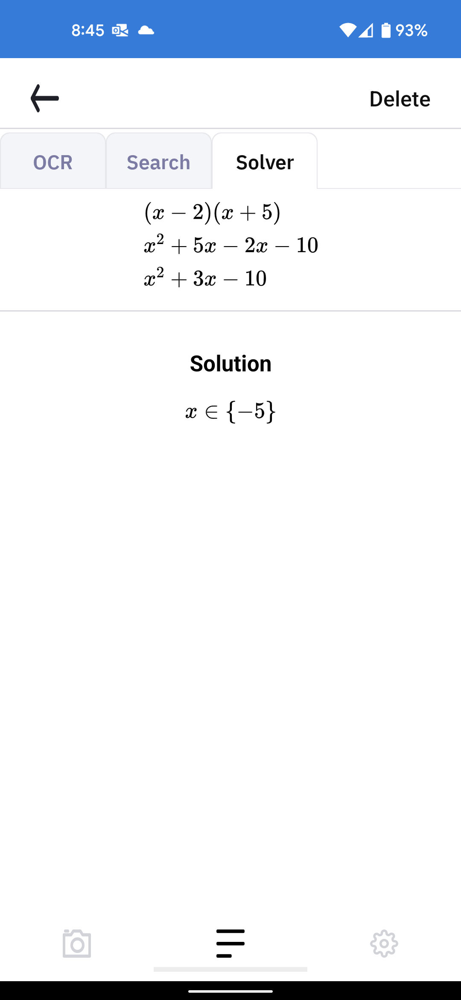 8:45 93%
Delete
OCR Search Solver
(x − 2)(x + 5)
x² + 5x − 2x − 10
x² + 3x − 10
Solution
x ∈ {−5}